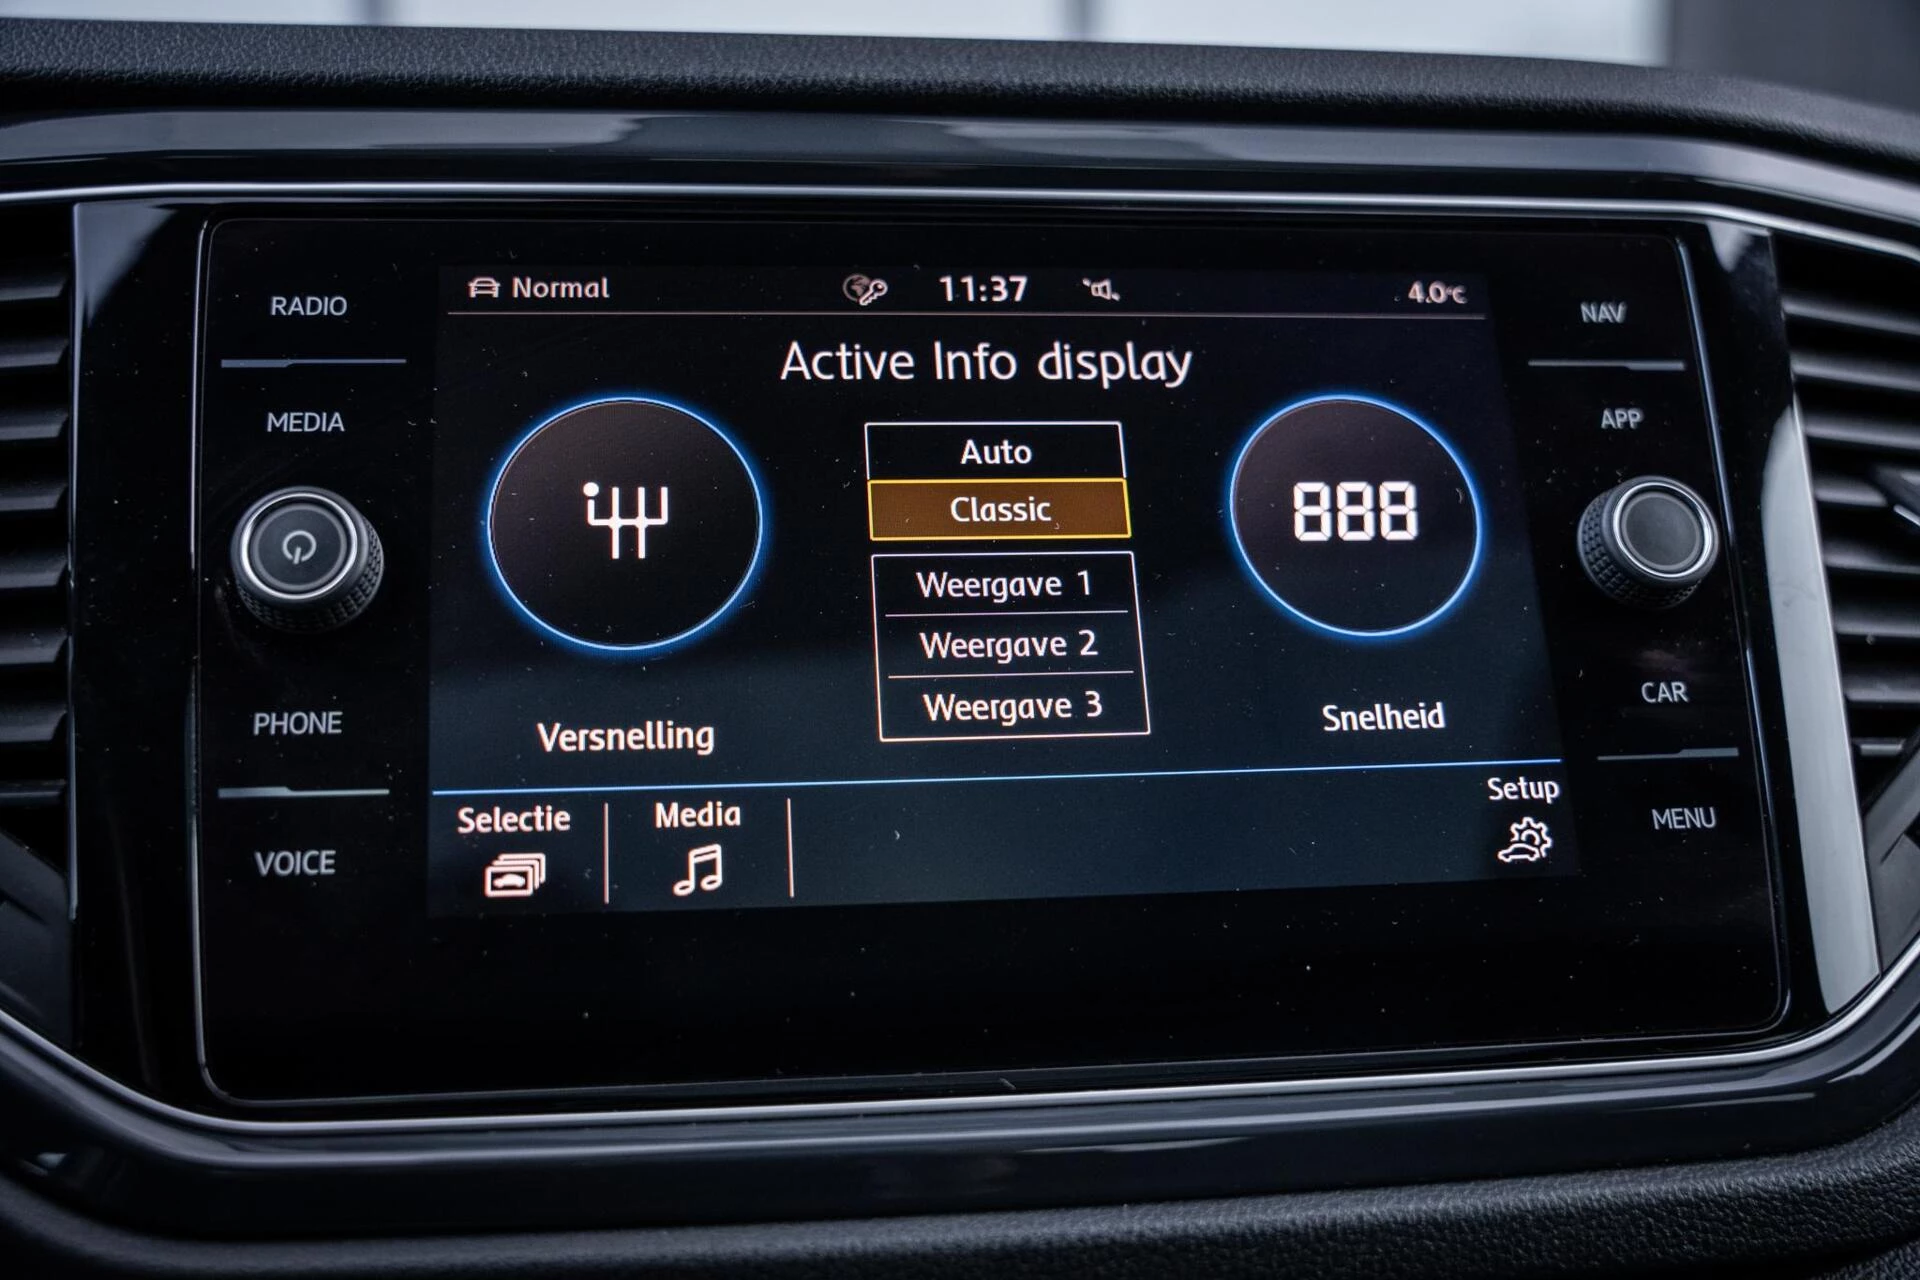 RADIO
MEDIA
PHONE
VOICE
Normal
11:37
4.0°C
Active Info display
Auto
Classic
Weergave 1
Weergave 2
Weergave 3
Versnelling
888
Snelheid
Selectie
Media
Setup
NAV
APP
CAR
MENU